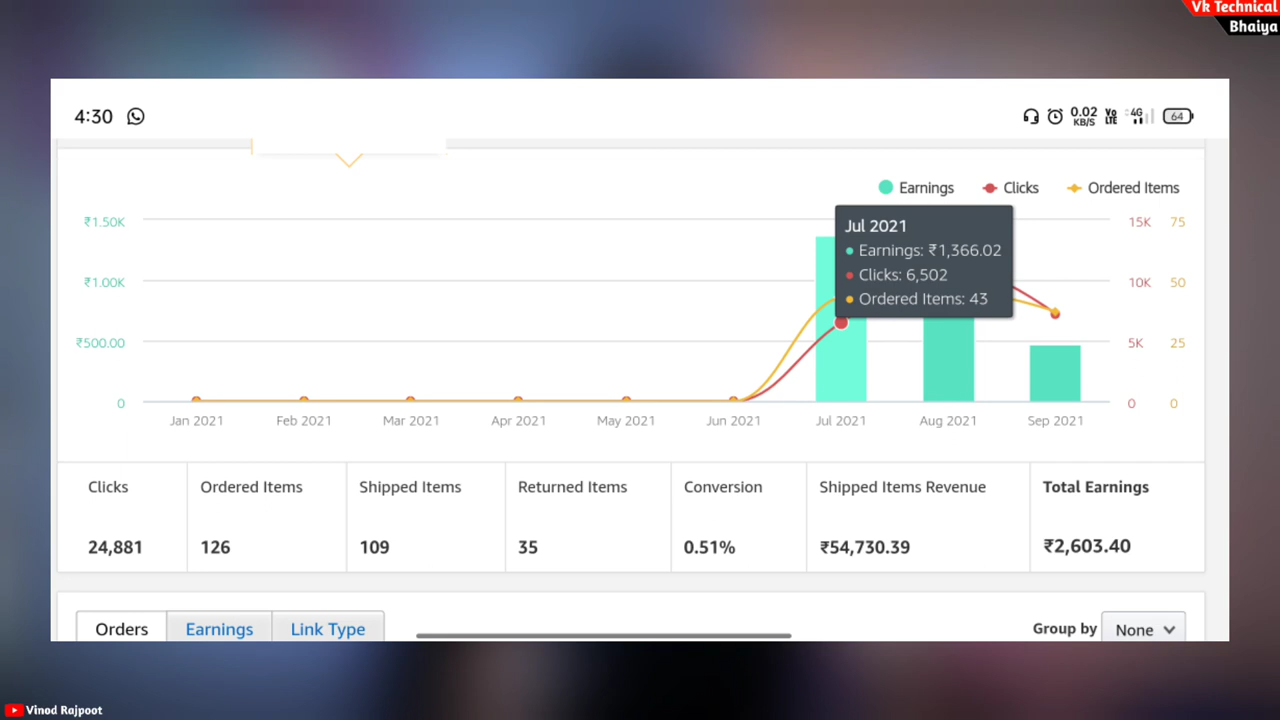 Vk Technical
Bhaiya
4:30 0.02 KB/S Vo LTE 4G 64
Earnings Clicks Ordered Items
₹1.50K 15K 75
₹1.00K 10K 50
₹500.00 5K 25
0 0 0
Jul 2021
Earnings: ₹1,366.02
Clicks: 6,502
Ordered Items: 43
Jan 2021 Feb 2021 Mar 2021 Apr 2021 May 2021 Jun 2021 Jul 2021 Aug 2021 Sep 2021
Clicks Ordered Items Shipped Items Returned Items Conversion Shipped Items Revenue Total Earnings
24,881 126 109 35 0.51% ₹54,730.39 ₹2,603.40
Orders Earnings Link Type Group by None
Vinod Rajpoot